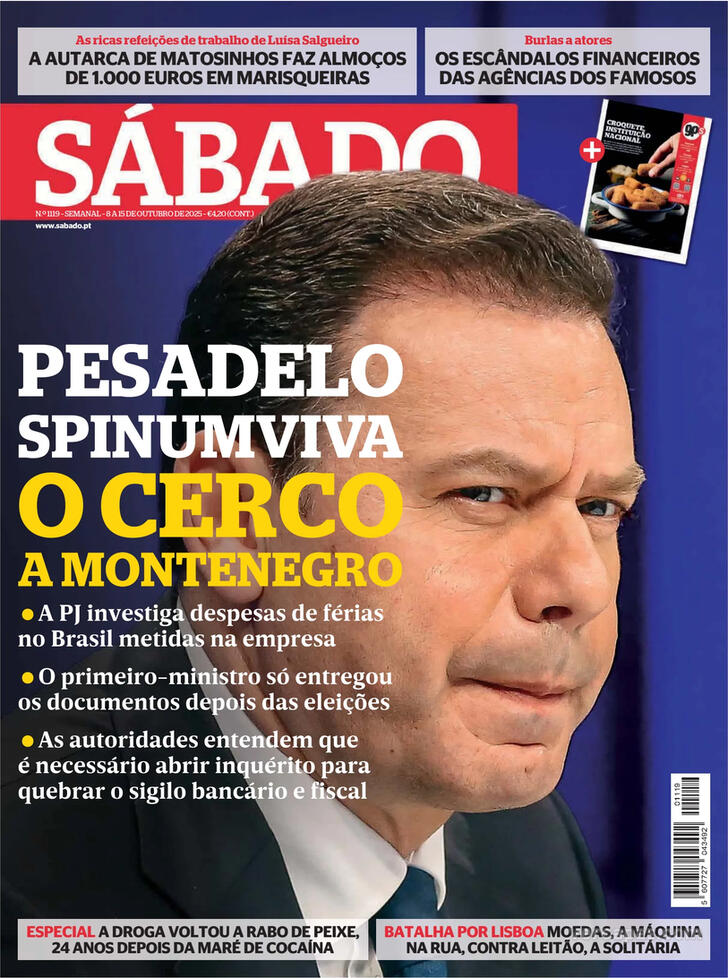 As ricas refeições de trabalho de Luísa Salgueiro
A AUTARCA DE MATOSINHOS FAZ ALMOÇOS
DE 1.000 EUROS EM MARISQUEIRAS
Burlas a atores
OS ESCÂNDALOS FINANCEIROS
DAS AGÊNCIAS DOS FAMOSOS
SÁBADO
N.º 1119 - SEMANAL - 8 A 15 DE OUTUBRO DE 2025 - €4,20 (CONT.)
www.sabado.pt
+
CROQUETE,
INSTITUIÇÃO
NACIONAL
gps
PESADELO
SPINUMVIVA
O CERCO
A MONTENEGRO
● A PJ investiga despesas de férias
no Brasil metidas na empresa
● O primeiro-ministro só entregou
os documentos depois das eleições
● As autoridades entendem que
é necessário abrir inquérito para
quebrar o sigilo bancário e fiscal
01119
5 607727 043492
ESPECIAL A DROGA VOLTOU A RABO DE PEIXE,
24 ANOS DEPOIS DA MARÉ DE COCAÍNA
BATALHA POR LISBOA MOEDAS, A MÁQUINA
NA RUA, CONTRA LEITÃO, A SOLITÁRIA